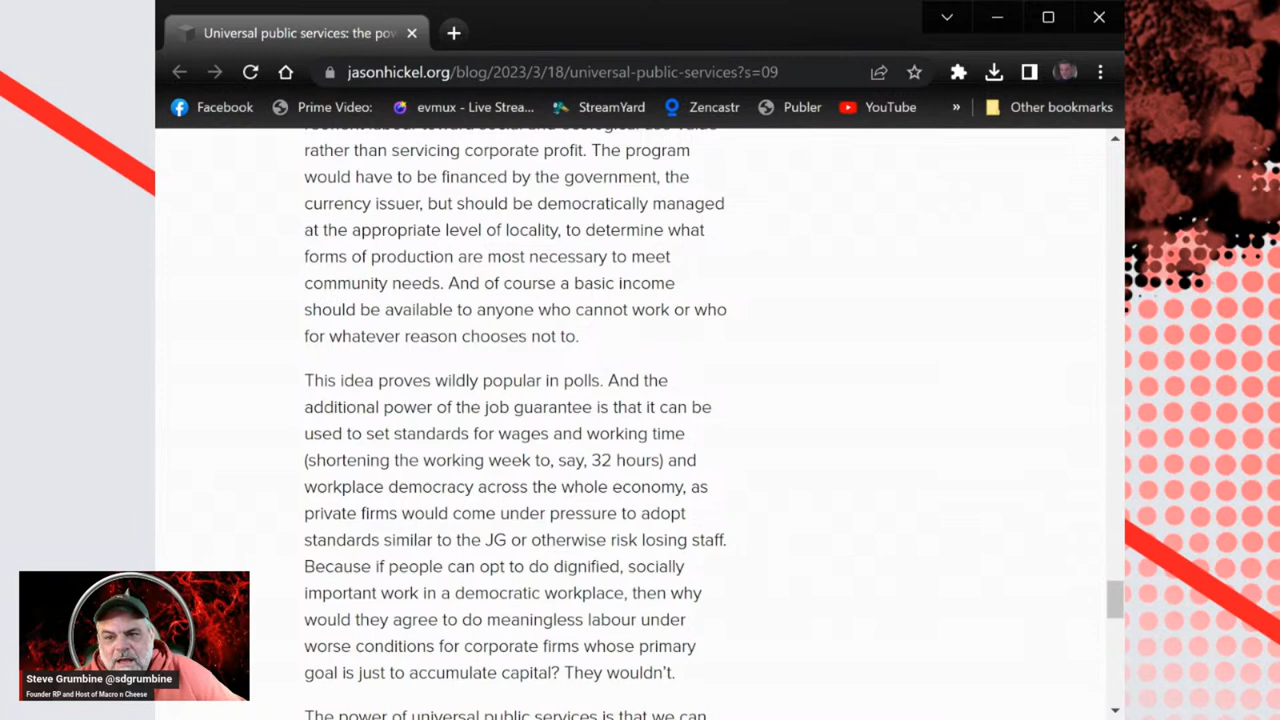 Universal public services: the pov
jasonhickel.org/blog/2023/3/18/universal-public-services?s=09
Facebook
Prime Video:
evmux - Live Strea...
StreamYard
Zencastr
Publer
YouTube
»
Other bookmarks
rather than servicing corporate profit. The program
would have to be financed by the government, the
currency issuer, but should be democratically managed
at the appropriate level of locality, to determine what
forms of production are most necessary to meet
community needs. And of course a basic income
should be available to anyone who cannot work or who
for whatever reason chooses not to.
This idea proves wildly popular in polls. And the
additional power of the job guarantee is that it can be
used to set standards for wages and working time
(shortening the working week to, say, 32 hours) and
workplace democracy across the whole economy, as
private firms would come under pressure to adopt
standards similar to the JG or otherwise risk losing staff.
Because if people can opt to do dignified, socially
important work in a democratic workplace, then why
would they agree to do meaningless labour under
worse conditions for corporate firms whose primary
goal is just to accumulate capital? They wouldn't.
The power of universal public services is that we can
Steve Grumbine @sdgrumbine
Founder RP and Host of Macro n Cheese